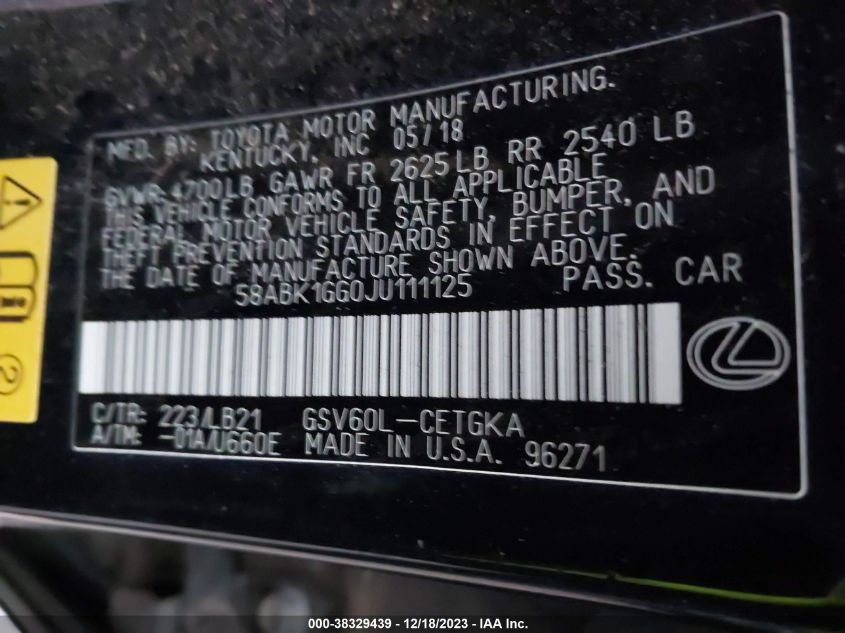 MFD. BY: TOYOTA MOTOR MANUFACTURING.
KENTUCKY, INC 05/18
GVWR 4700LB GAWR FR 2625LB RR 2540 LB
THIS VEHICLE CONFORMS TO ALL APPLICABLE
FEDERAL MOTOR VEHICLE SAFETY, BUMPER, AND
THEFT PREVENTION STANDARDS IN EFFECT ON
THE DATE OF MANUFACTURE SHOWN ABOVE.
58ABK1GG0JU111125 PASS. CAR
C/TR: 223/LB21 GSV60L-CETGKA
A/TM: -01A/U660E MADE IN U.S.A. 96271
2
000-38329439 - 12/18/2023 - IAA Inc.